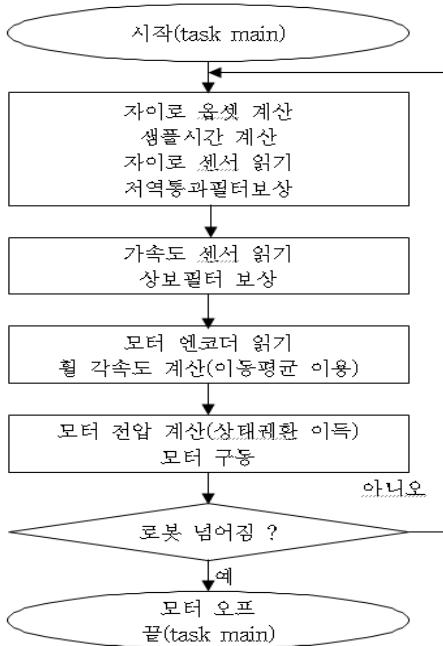 시작(task main)
자이로 옵셋 계산
샘플시간 계산
자이로 센서 읽기
저역통과필터보상
가속도 센서 읽기
상보필터 보상
모터 엔코더 읽기
휠 각속도 계산(이동평균 이용)
모터 전압 계산(상태궤환 이득)
모터 구동
아니오
로봇 넘어짐 ?
예
모터 오프
끝(task main)